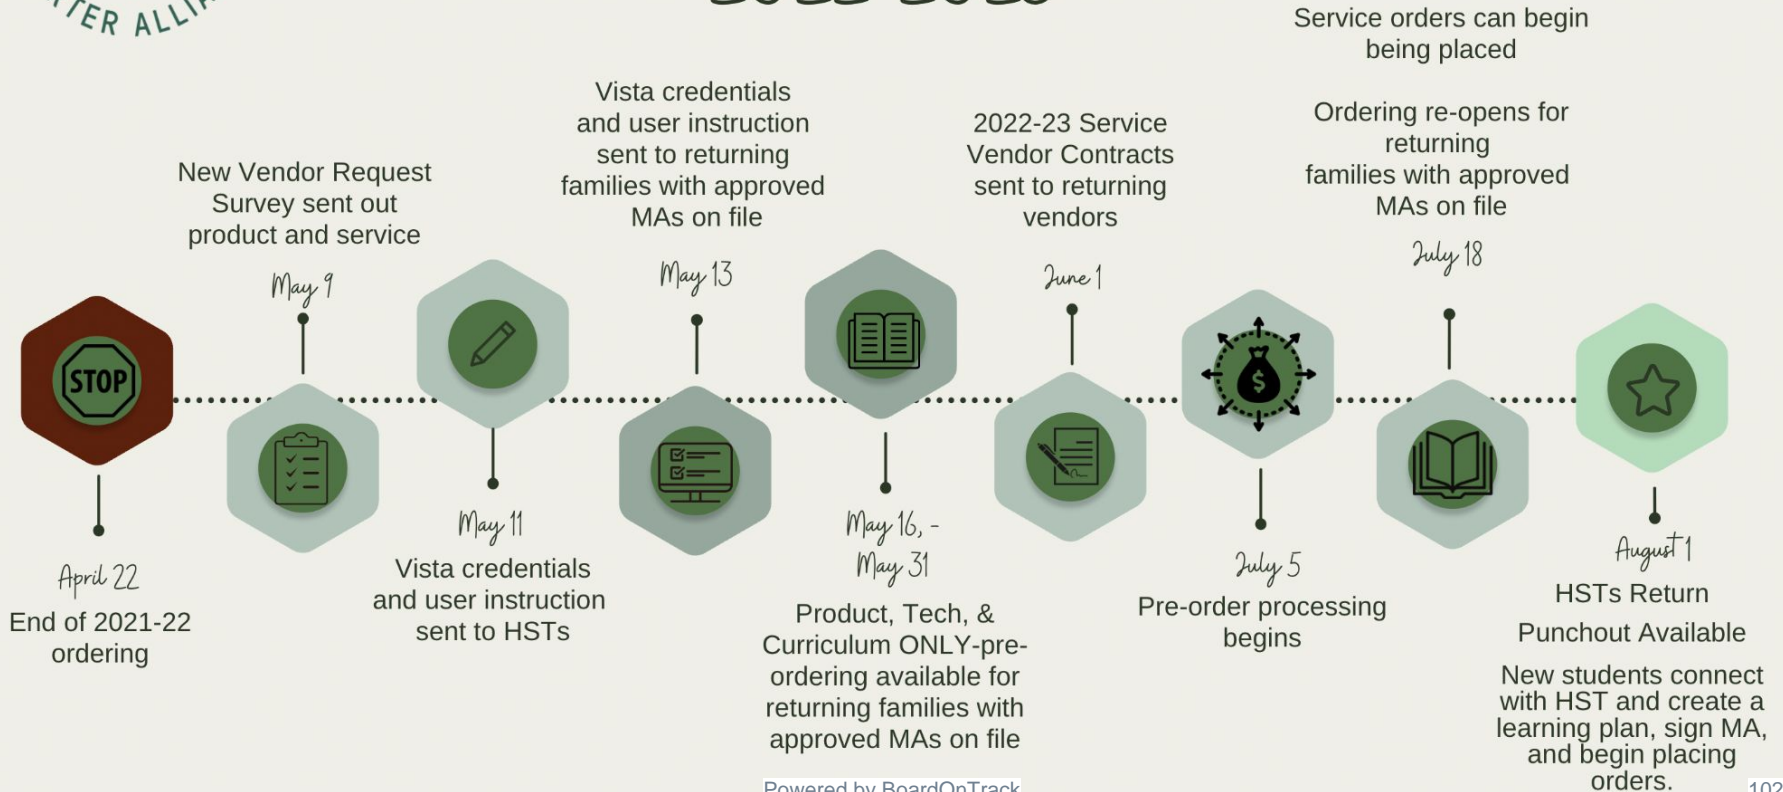 TER ALLIA
2022-2023
Service orders can begin
being placed
Ordering re-opens for
returning
families with approved
MAs on file
July 18
Vista credentials
and user instruction
sent to returning
families with approved
MAs on file
May 13
2022-23 Service
Vendor Contracts
sent to returning
vendors
June 1
New Vendor Request
Survey sent out
product and service
May 9
STOP
$
April 22
End of 2021-22
ordering
May 11
Vista credentials
and user instruction
sent to HSTs
May 16, -
May 31
Product, Tech, &
Curriculum ONLY-pre-
ordering available for
returning families with
approved MAs on file
July 5
Pre-order processing
begins
August 1
HSTs Return
Punchout Available
New students connect
with HST and create a
learning plan, sign MA,
and begin placing
orders.
Powered by BoardOnTrack
102